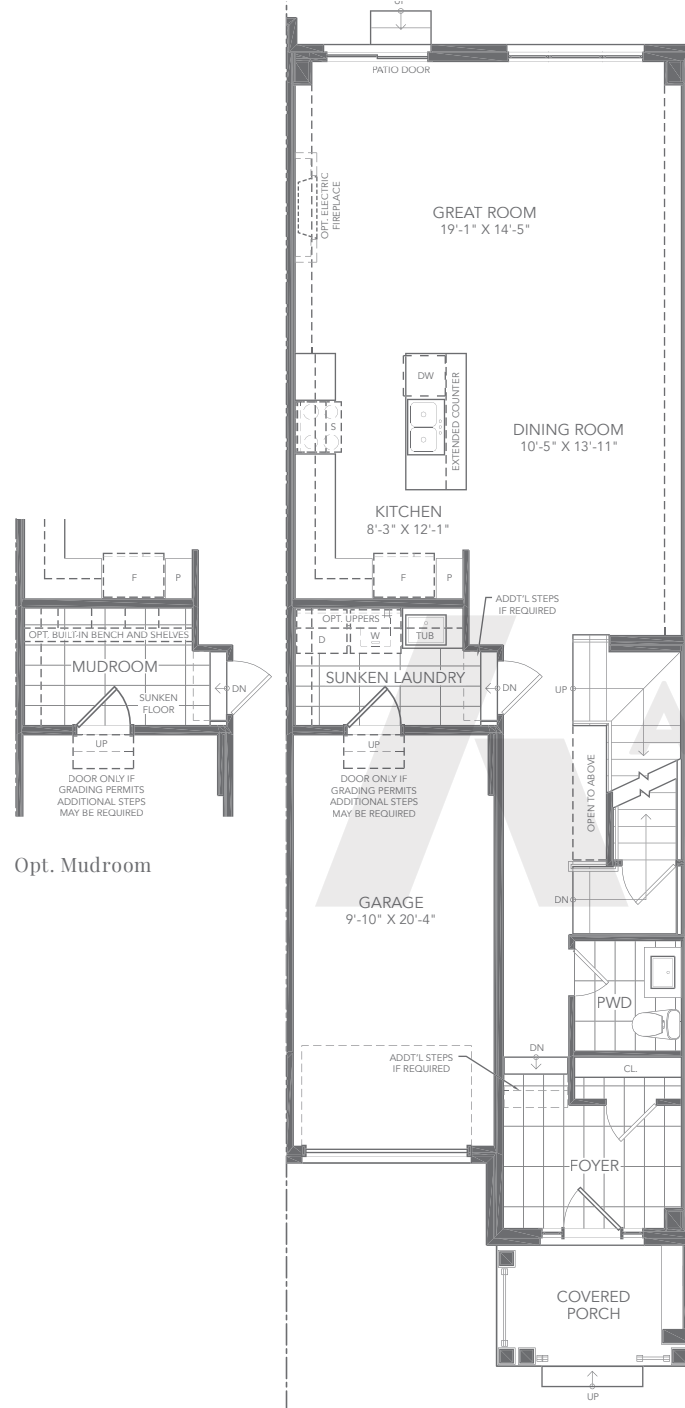 UP
PATIO DOOR
OPT. ELECTRIC
FIREPLACE
GREAT ROOM
19'-1" X 14'-5"
DW
EXTENDED COUNTER
S
DINING ROOM
10'-5" X 13'-11"
KITCHEN
8'-3" X 12'-1"
F
P
ADDT'L STEPS
IF REQUIRED
OPT. UPPERS
D
W
TUB
SUNKEN LAUNDRY
DN
UP
UP
DOOR ONLY IF
GRADING PERMITS
ADDITIONAL STEPS
MAY BE REQUIRED
OPEN TO ABOVE
GARAGE
9'-10" X 20'-4"
DN
PWD
DN
ADDT'L STEPS
IF REQUIRED
CL.
FOYER
COVERED
PORCH
UP
F
P
OPT. BUILT-IN BENCH AND SHELVES
MUDROOM
SUNKEN
FLOOR
DN
UP
DOOR ONLY IF
GRADING PERMITS
ADDITIONAL STEPS
MAY BE REQUIRED
Opt. Mudroom